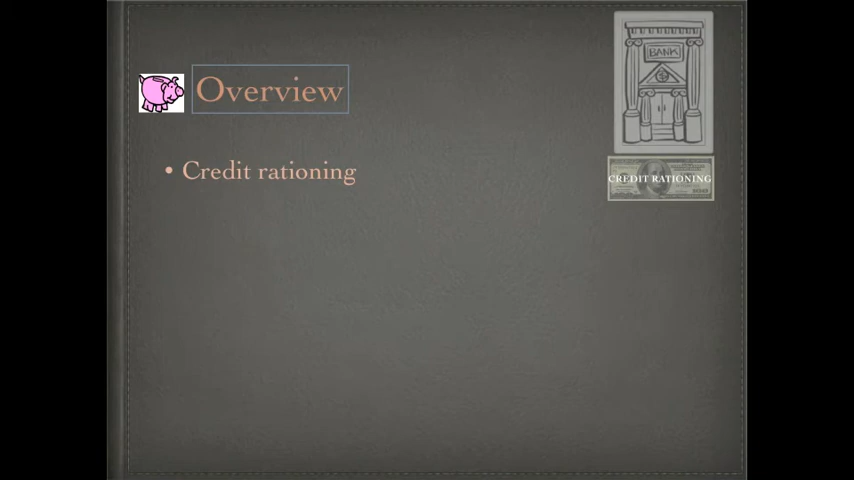 BANK
Overview
• Credit rationing
CREDIT RATIONING